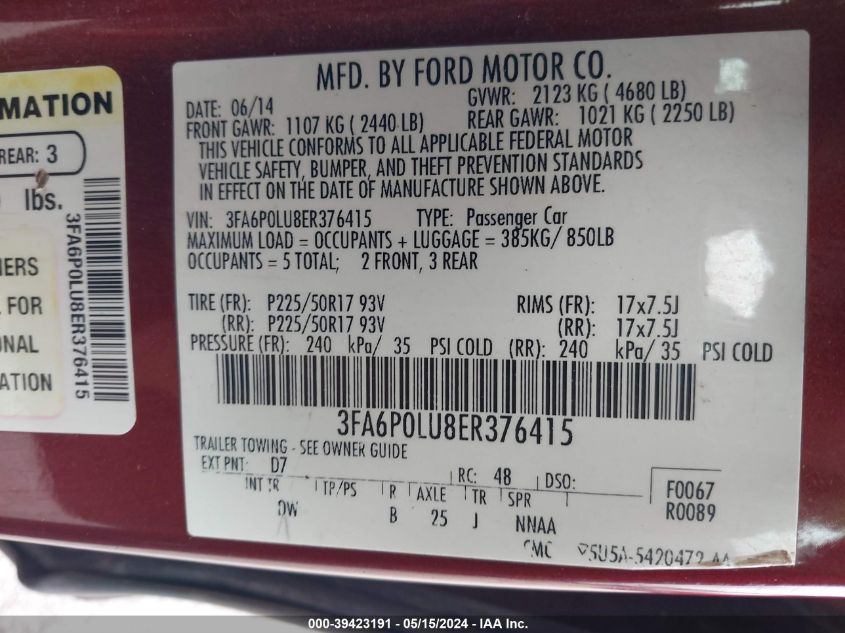 MFD. BY FORD MOTOR CO.
DATE: 06/14 GVWR: 2123 KG ( 4680 LB)
FRONT GAWR: 1107 KG ( 2440 LB) REAR GAWR: 1021 KG ( 2250 LB)
THIS VEHICLE CONFORMS TO ALL APPLICABLE FEDERAL MOTOR
VEHICLE SAFETY, BUMPER, AND THEFT PREVENTION STANDARDS
IN EFFECT ON THE DATE OF MANUFACTURE SHOWN ABOVE.
VIN: 3FA6P0LU8ER376415 TYPE: Passenger Car
MAXIMUM LOAD = OCCUPANTS + LUGGAGE = 385KG/ 850LB
OCCUPANTS = 5 TOTAL; 2 FRONT, 3 REAR
TIRE (FR): P225/50R17 93V RIMS (FR): 17x7.5J
(RR): P225/50R17 93V (RR): 17x7.5J
PRESSURE (FR): 240 kPa/ 35 PSI COLD (RR): 240 kPa/ 35 PSI COLD
3FA6P0LU8ER376415
TRAILER TOWING - SEE OWNER GUIDE
EXT PNT: D7 RC: 48 DSO:
INT TR TP/PS R AXLE TR SPR
B 25 J NNAA
F0067
R0089
MATION
REAR: 3
lbs.
3FA6P0LU8ER376415
NERS
FOR
ONAL
ATION
000-39423191 - 05/15/2024 - IAA Inc.